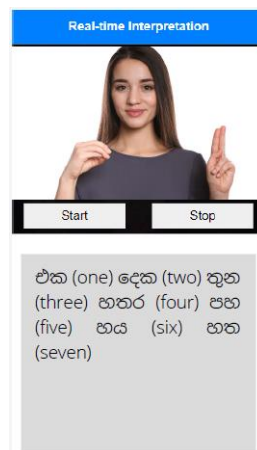 Real-time Interpretation
Start Stop
එක (one) දෙක (two) තුන
(three) හතර (four) පහ
(five) හය (six) හත
(seven)